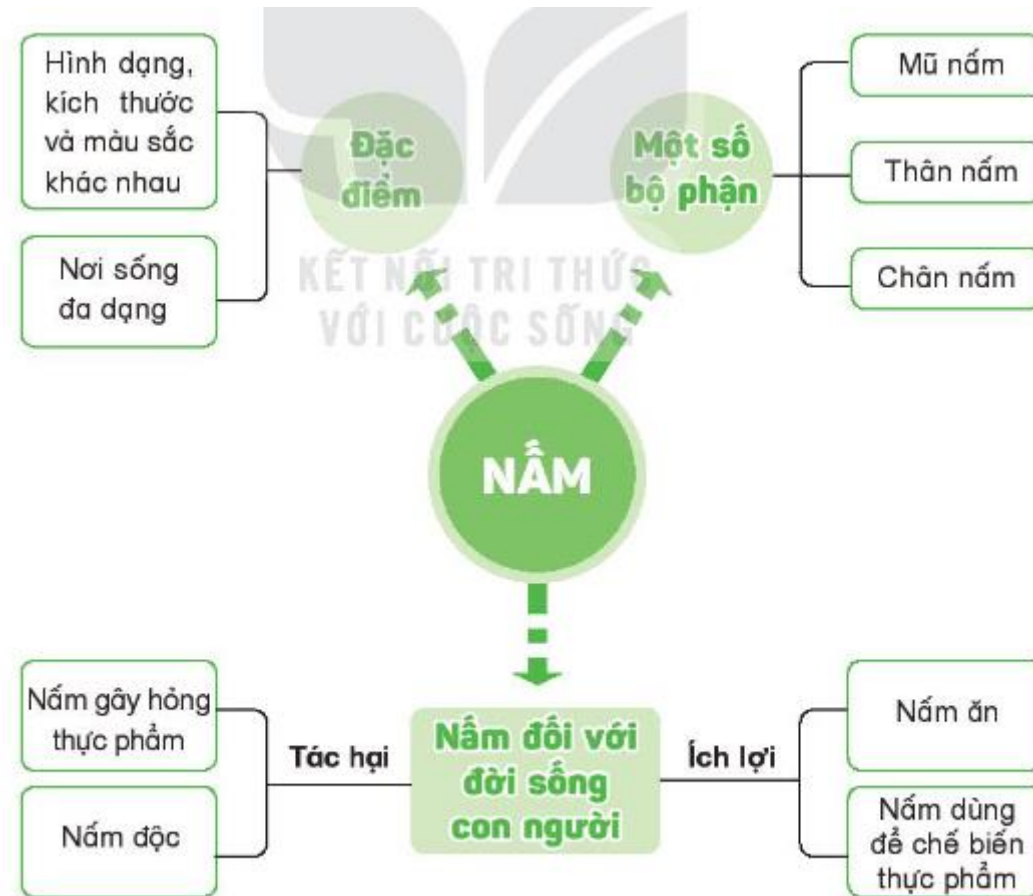 Hình dạng,
kích thước
và màu sắc
khác nhau
Nơi sống
đa dạng
Đặc
điểm
Một số
bộ phận
Mũ nấm
Thân nấm
Chân nấm
KẾT NỐI TRI THỨC
VỚI CUỘC SỐNG
NẤM
Nấm gây hỏng
thực phẩm
Nấm độc
Tác hại
Nấm đối với
đời sống
con người
Ích lợi
Nấm ăn
Nấm dùng
để chế biến
thực phẩm